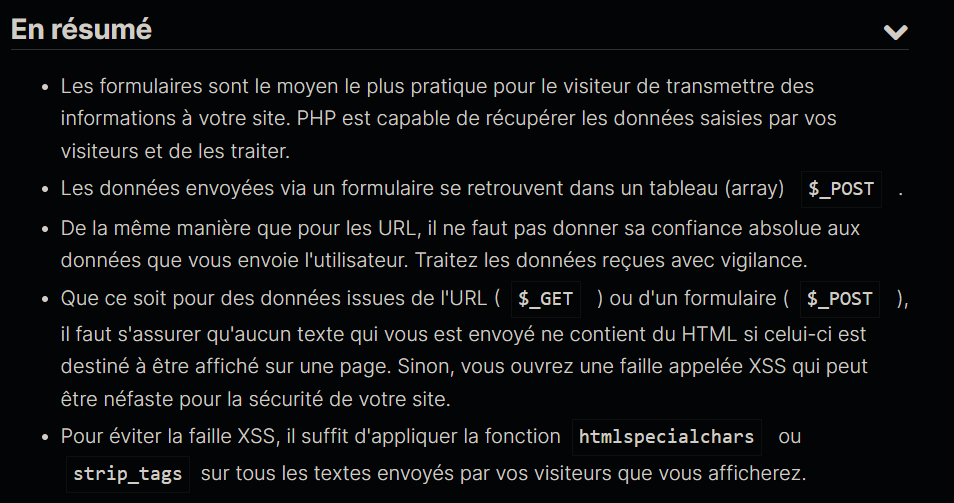 En résumé
• Les formulaires sont le moyen le plus pratique pour le visiteur de transmettre des
informations à votre site. PHP est capable de récupérer les données saisies par vos
visiteurs et de les traiter.
• Les données envoyées via un formulaire se retrouvent dans un tableau (array) $_POST .
• De la même manière que pour les URL, il ne faut pas donner sa confiance absolue aux
données que vous envoie l'utilisateur. Traitez les données reçues avec vigilance.
• Que ce soit pour des données issues de l'URL ( $_GET ) ou d'un formulaire ( $_POST ),
il faut s'assurer qu'aucun texte qui vous est envoyé ne contient du HTML si celui-ci est
destiné à être affiché sur une page. Sinon, vous ouvrez une faille appelée XSS qui peut
être néfaste pour la sécurité de votre site.
• Pour éviter la faille XSS, il suffit d'appliquer la fonction htmlspecialchars ou
strip_tags sur tous les textes envoyés par vos visiteurs que vous afficherez.